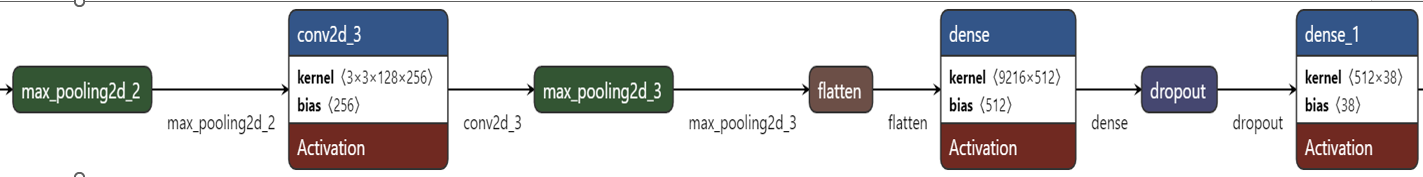 max_pooling2d_2
max_pooling2d_2
conv2d_3
kernel ⟨3×3×128×256⟩
bias ⟨256⟩
Activation
conv2d_3
max_pooling2d_3
max_pooling2d_3
flatten
flatten
dense
kernel ⟨9216×512⟩
bias ⟨512⟩
Activation
dense
dropout
dropout
dense_1
kernel ⟨512×38⟩
bias ⟨38⟩
Activation